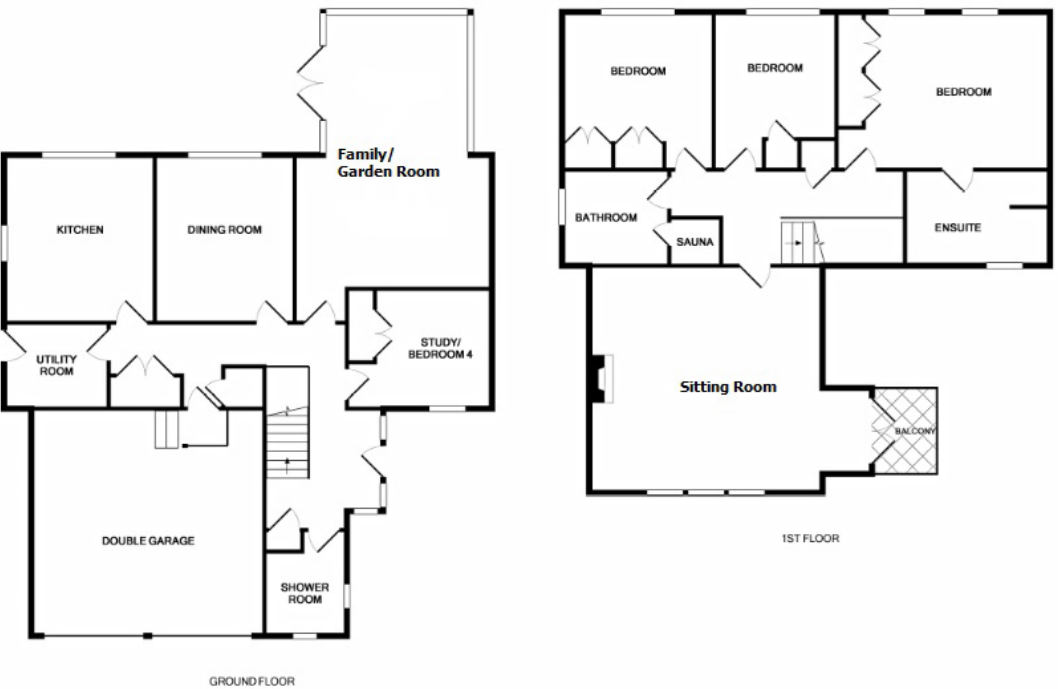 Family/
Garden Room
KITCHEN
DINING ROOM
UTILITY
ROOM
STUDY/
BEDROOM 4
DOUBLE GARAGE
SHOWER
ROOM
GROUND FLOOR
BEDROOM
BEDROOM
BEDROOM
BATHROOM
SAUNA
ENSUITE
Sitting Room
BALCONY
1ST FLOOR